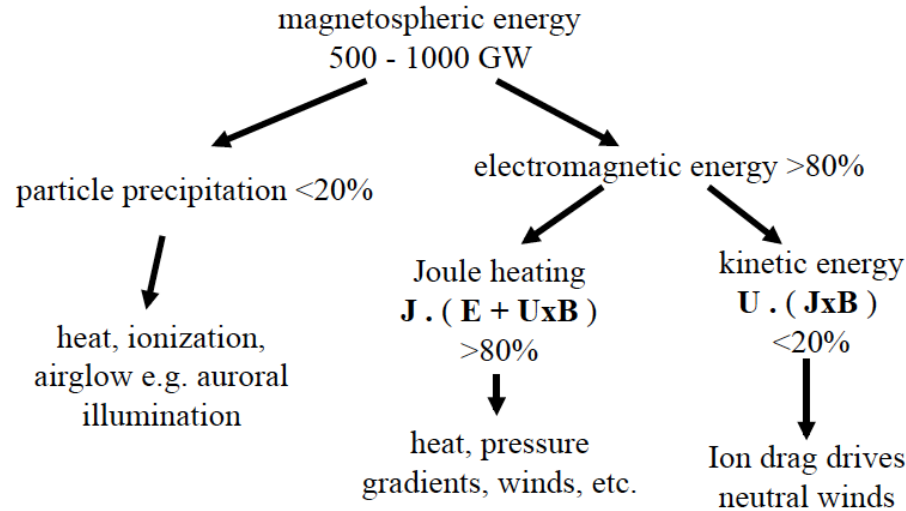 magnetospheric energy
500 - 1000 GW
particle precipitation <20%
electromagnetic energy >80%
heat, ionization,
airglow e.g. auroral
illumination
Joule heating
J . ( E + UxB )
>80%
kinetic energy
U . ( JxB )
<20%
heat, pressure
gradients, winds, etc.
Ion drag drives
neutral winds